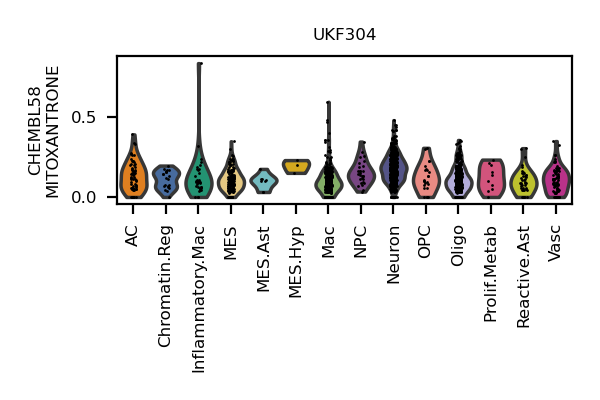 UKF304
CHEMBL58
MITOXANTRONE
0.5
0.0
AC
Chromatin.Reg
Inflammatory.Mac
MES
MES.Ast
MES.Hyp
Mac
NPC
Neuron
OPC
Oligo
Prolif.Metab
Reactive.Ast
Vasc